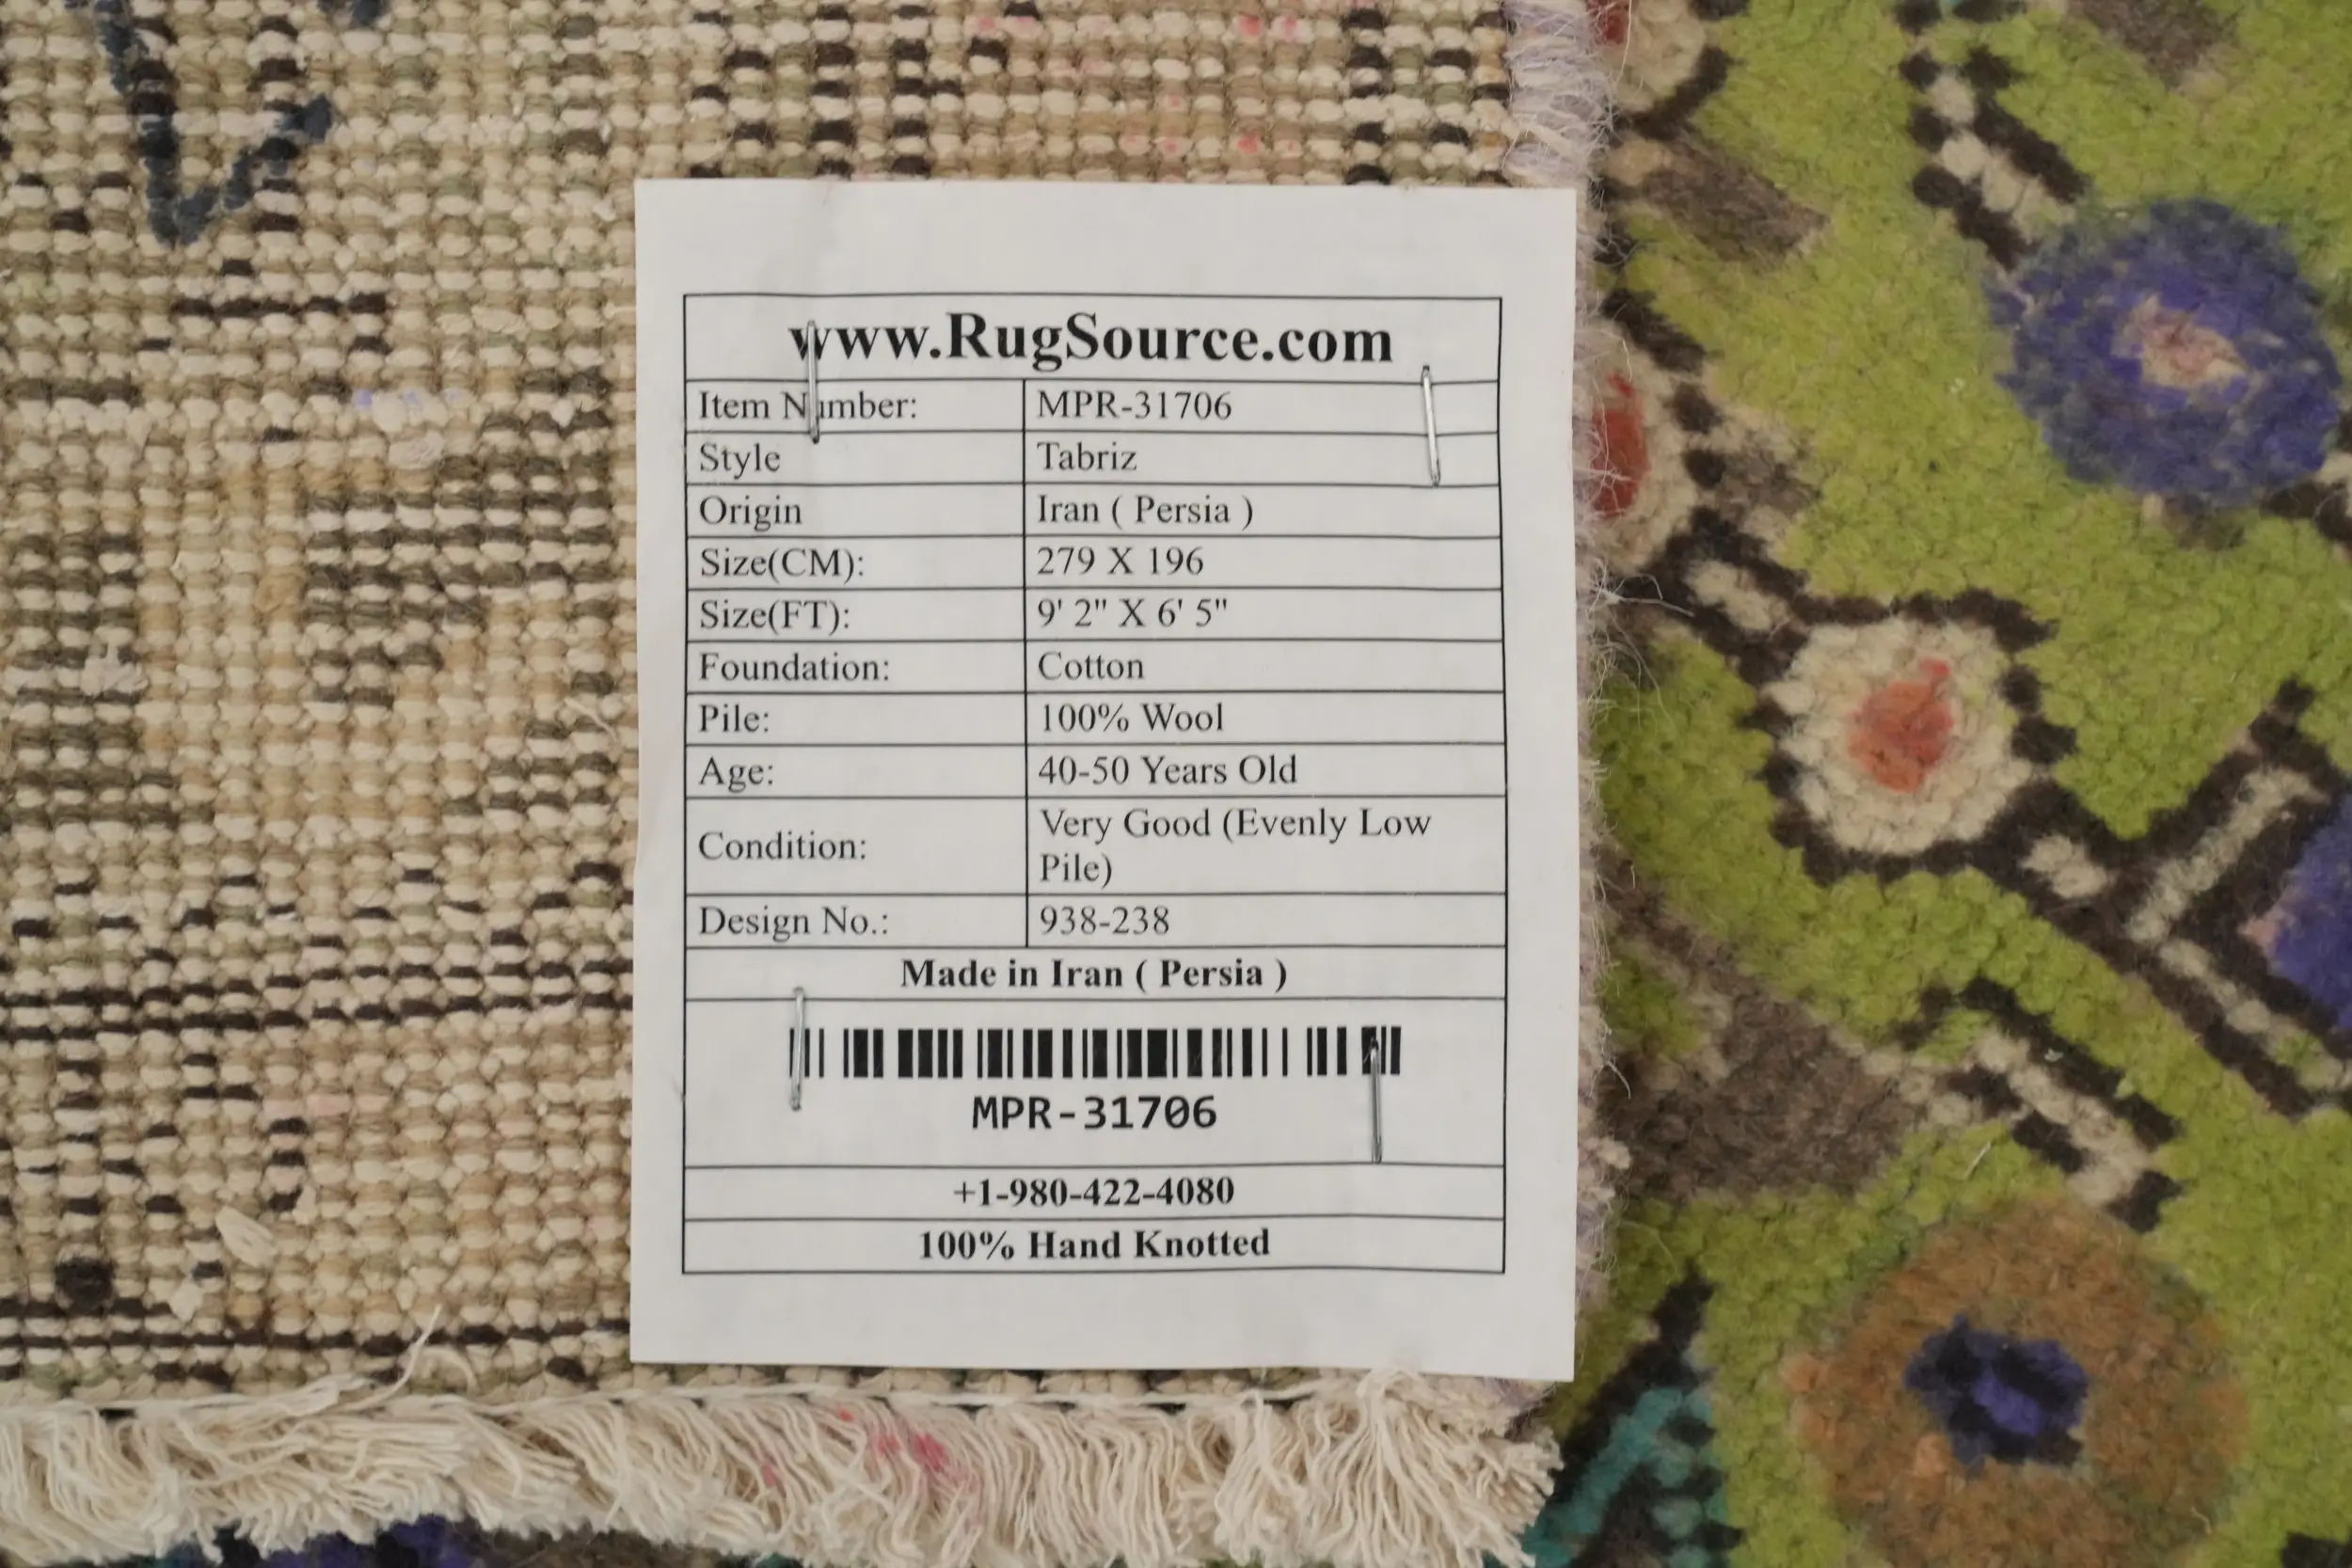 www.RugSource.com
Item Number: MPR-31706
Style Tabriz
Origin Iran ( Persia )
Size(CM): 279 X 196
Size(FT): 9' 2" X 6' 5"
Foundation: Cotton
Pile: 100% Wool
Age: 40-50 Years Old
Condition: Very Good (Evenly Low
Pile)
Design No.: 938-238
Made in Iran ( Persia )
MPR-31706
+1-980-422-4080
100% Hand Knotted